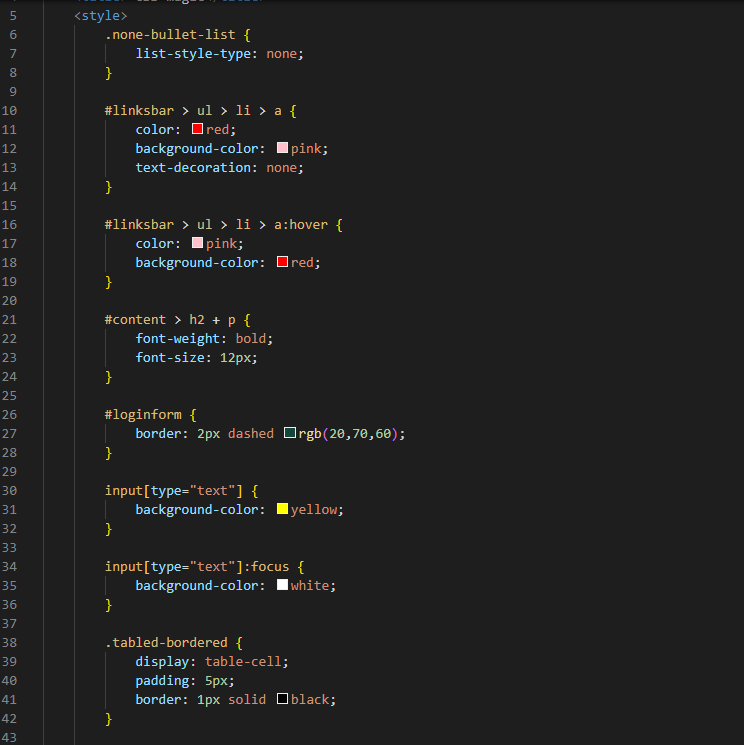 5 <style>
6 .none-bullet-list {
7 list-style-type: none;
8 }
9
10 #linksbar > ul > li > a {
11 color: red;
12 background-color: pink;
13 text-decoration: none;
14 }
15
16 #linksbar > ul > li > a:hover {
17 color: pink;
18 background-color: red;
19 }
20
21 #content > h2 + p {
22 font-weight: bold;
23 font-size: 12px;
24 }
25
26 #loginform {
27 border: 2px dashed rgb(20,70,60);
28 }
29
30 input[type="text"] {
31 background-color: yellow;
32 }
33
34 input[type="text"]:focus {
35 background-color: white;
36 }
37
38 .tabled-bordered {
39 display: table-cell;
40 padding: 5px;
41 border: 1px solid black;
42 }
43